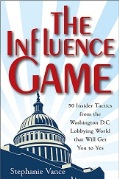 THE
INFLUENCE
GAME
50 Insider Tactics
from the
Washington, D.C.
Lobbying World
that Will Get
You to Yes
Stephanie Vance